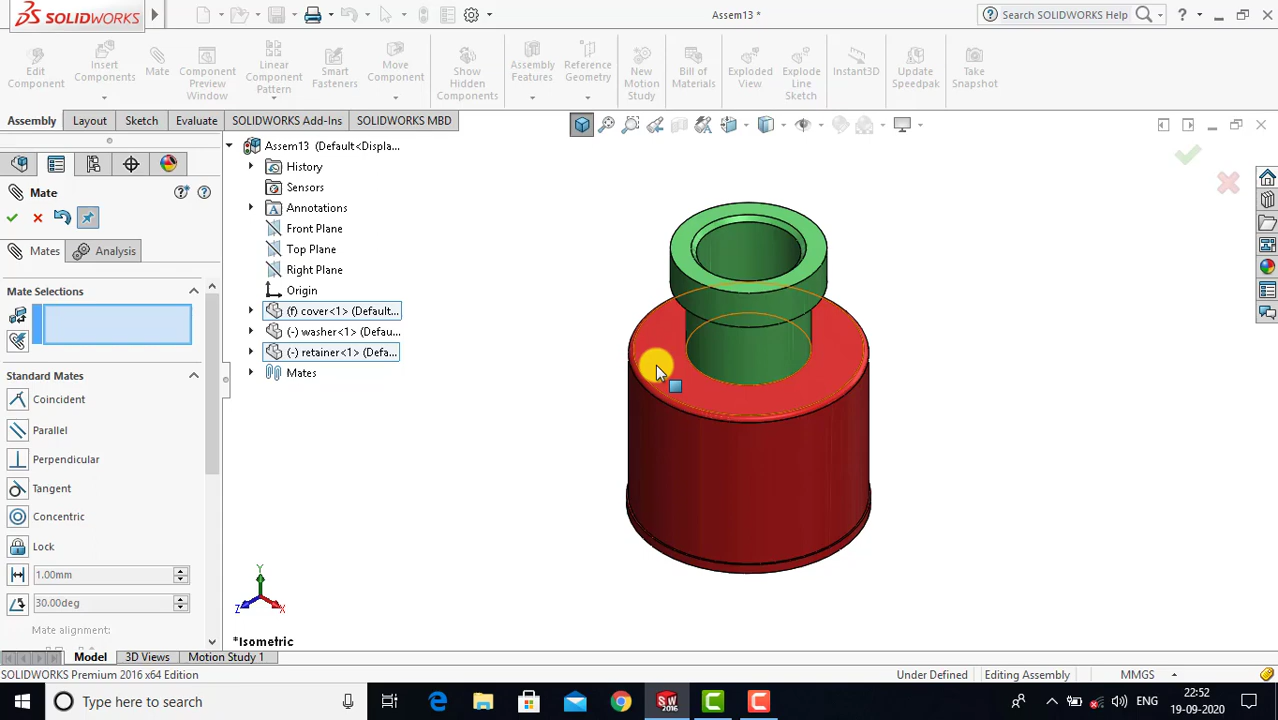 SOLIDWORKS
Assem13 *
Search SOLIDWORKS Help
Edit Component
Insert Components
Mate
Component Preview Window
Linear Component Pattern
Smart Fasteners
Move Component
Show Hidden Components
Assembly Features
Reference Geometry
New Motion Study
Bill of Materials
Exploded View
Explode Line Sketch
Instant3D
Update Speedpak
Take Snapshot
Assembly
Layout
Sketch
Evaluate
SOLIDWORKS Add-Ins
SOLIDWORKS MBD
Mate
Mates
Analysis
Mate Selections
Standard Mates
Coincident
Parallel
Perpendicular
Tangent
Concentric
Lock
1.00mm
30.00deg
Mate alignment:
Assem13 (Default<Displa...
History
Sensors
Annotations
Front Plane
Top Plane
Right Plane
Origin
(f) cover<1> (Default...
(-) washer<1> (Defau...
(-) retainer<1> (Defa...
Mates
Y
Z
X
*Isometric
Model
3D Views
Motion Study 1
SOLIDWORKS Premium 2016 x64 Edition
Under Defined
Editing Assembly
MMGS
Type here to search
SW
2016
ENG
22:52
19-09-2020